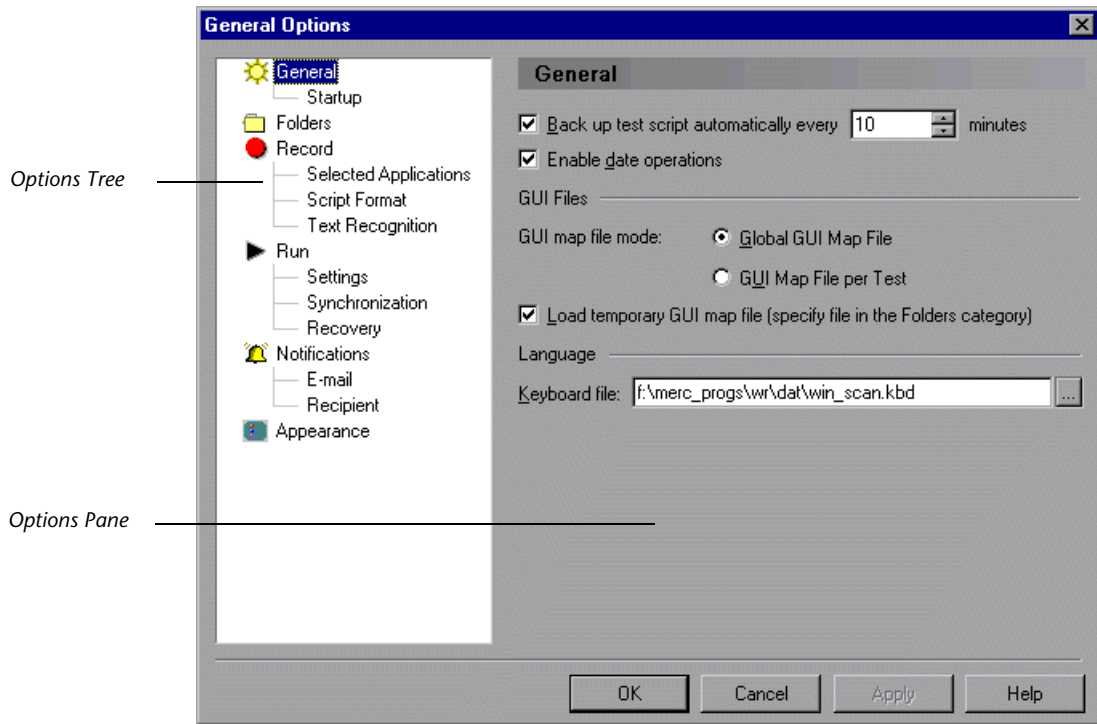 General Options
Options Tree
Options Pane
General
Startup
Folders
Record
Selected Applications
Script Format
Text Recognition
Run
Settings
Synchronization
Recovery
Notifications
E-mail
Recipient
Appearance
General
Back up test script automatically every 10 minutes
Enable date operations
GUI Files
GUI map file mode: Global GUI Map File
GUI Map File per Test
Load temporary GUI map file (specify file in the Folders category)
Language
Keyboard file: f:\merc_progs\wr\dat\win_scan.kbd ...
OK Cancel Apply Help